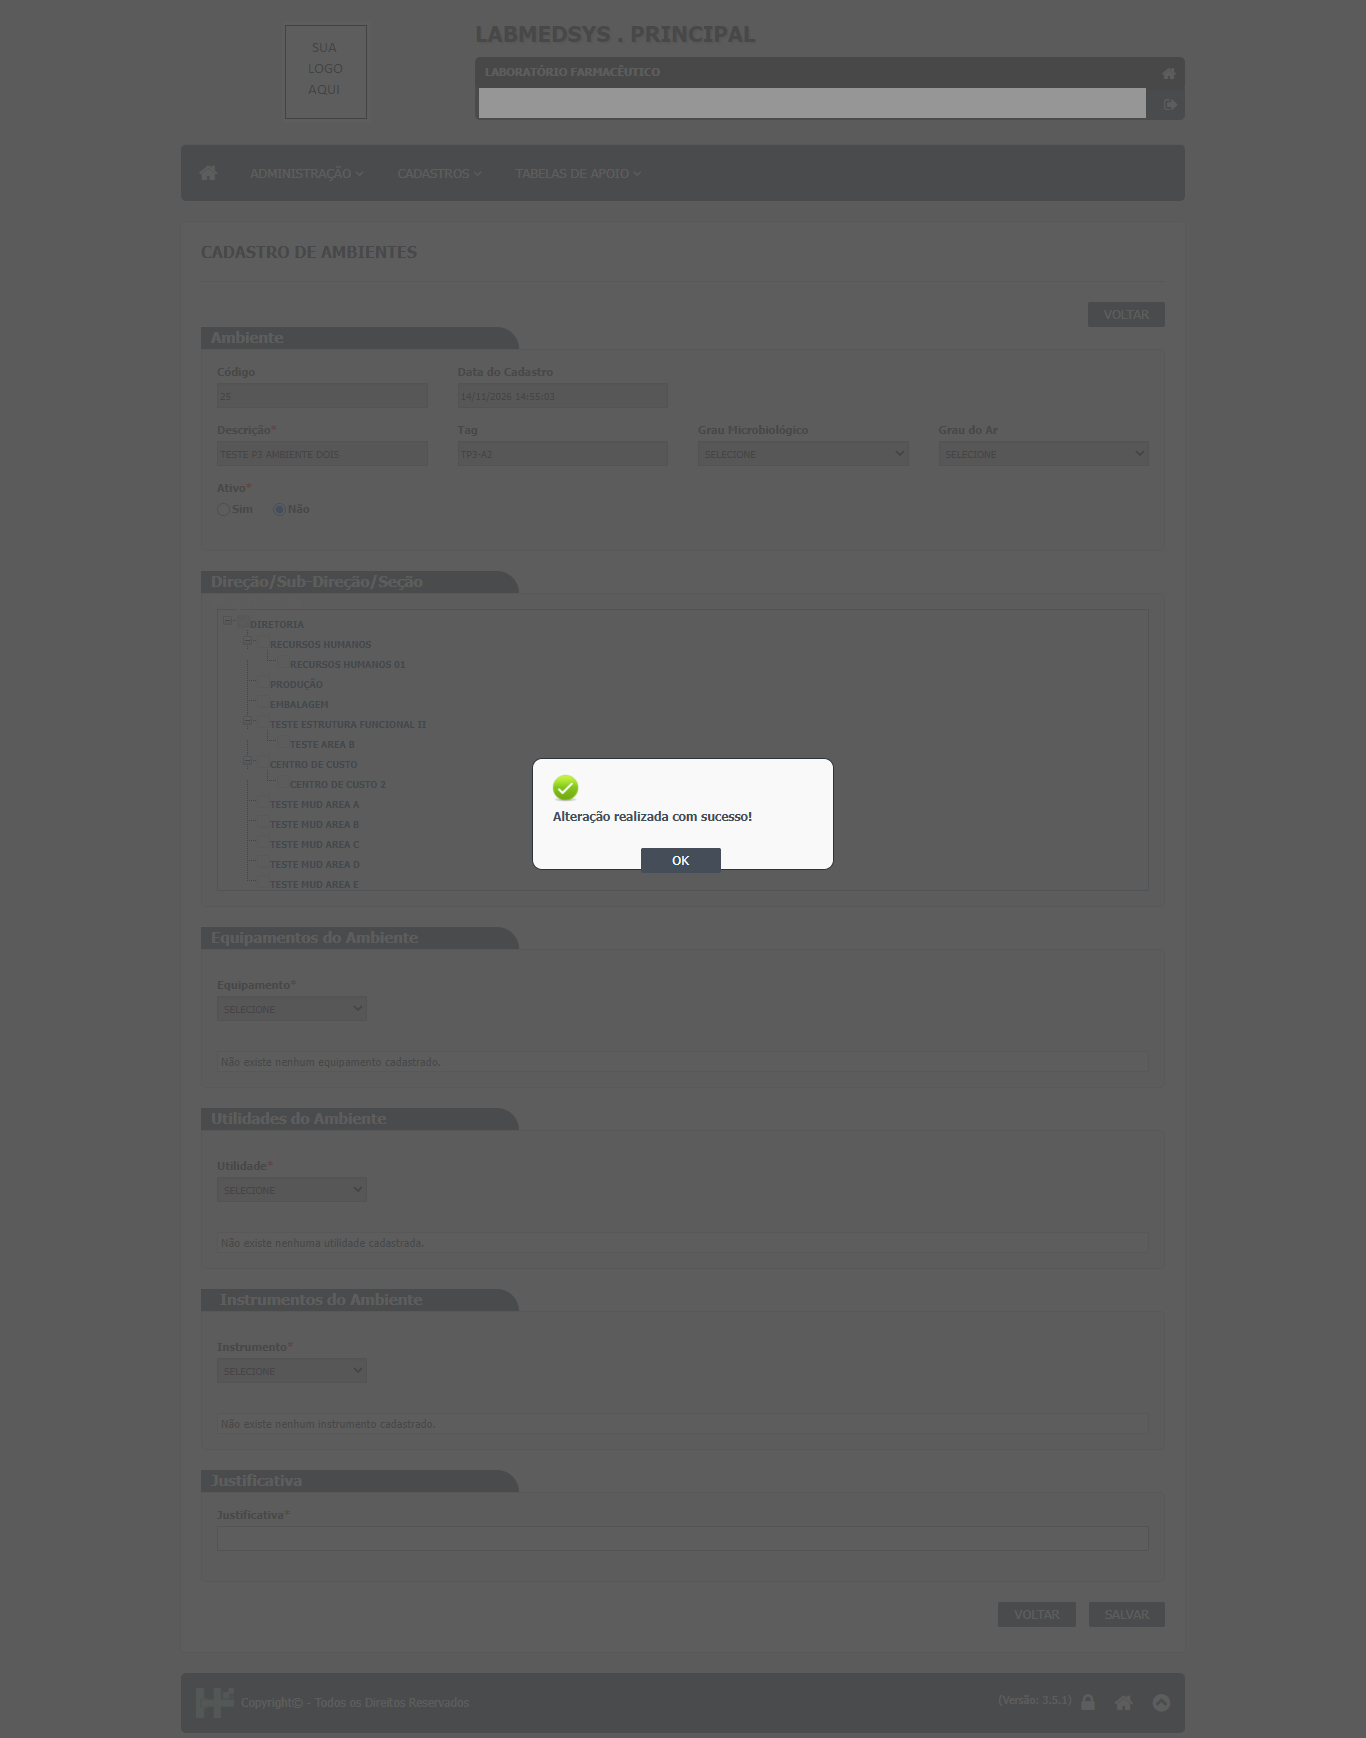 SUA
LOGO
AQUI
LABMEDSYS . PRINCIPAL
LABORATÓRIO FARMACÊUTICO
ADMINISTRAÇÃO
CADASTROS
TABELAS DE APOIO
CADASTRO DE AMBIENTES
VOLTAR
Ambiente
Código
Data do Cadastro
25
14/11/2026 14:55:03
Descrição*
Tag
Grau Microbiológico
Grau do Ar
TESTE P3 AMBIENTE DOIS
TP3-A2
SELECIONE
SELECIONE
Ativo*
Sim
Não
Direção/Sub-Direção/Seção
DIRETORIA
RECURSOS HUMANOS
RECURSOS HUMANOS 01
PRODUÇÃO
EMBALAGEM
TESTE ESTRUTURA FUNCIONAL II
TESTE AREA B
CENTRO DE CUSTO
CENTRO DE CUSTO 2
TESTE MUD AREA A
TESTE MUD AREA B
TESTE MUD AREA C
TESTE MUD AREA D
TESTE MUD AREA E
Alteração realizada com sucesso!
OK
Equipamentos do Ambiente
Equipamento*
SELECIONE
Não existe nenhum equipamento cadastrado.
Utilidades do Ambiente
Utilidade*
SELECIONE
Não existe nenhuma utilidade cadastrada.
Instrumentos do Ambiente
Instrumento*
SELECIONE
Não existe nenhum instrumento cadastrado.
Justificativa
Justificativa*
VOLTAR
SALVAR
Copyright© - Todos os Direitos Reservados
(Versão: 3.5.1)